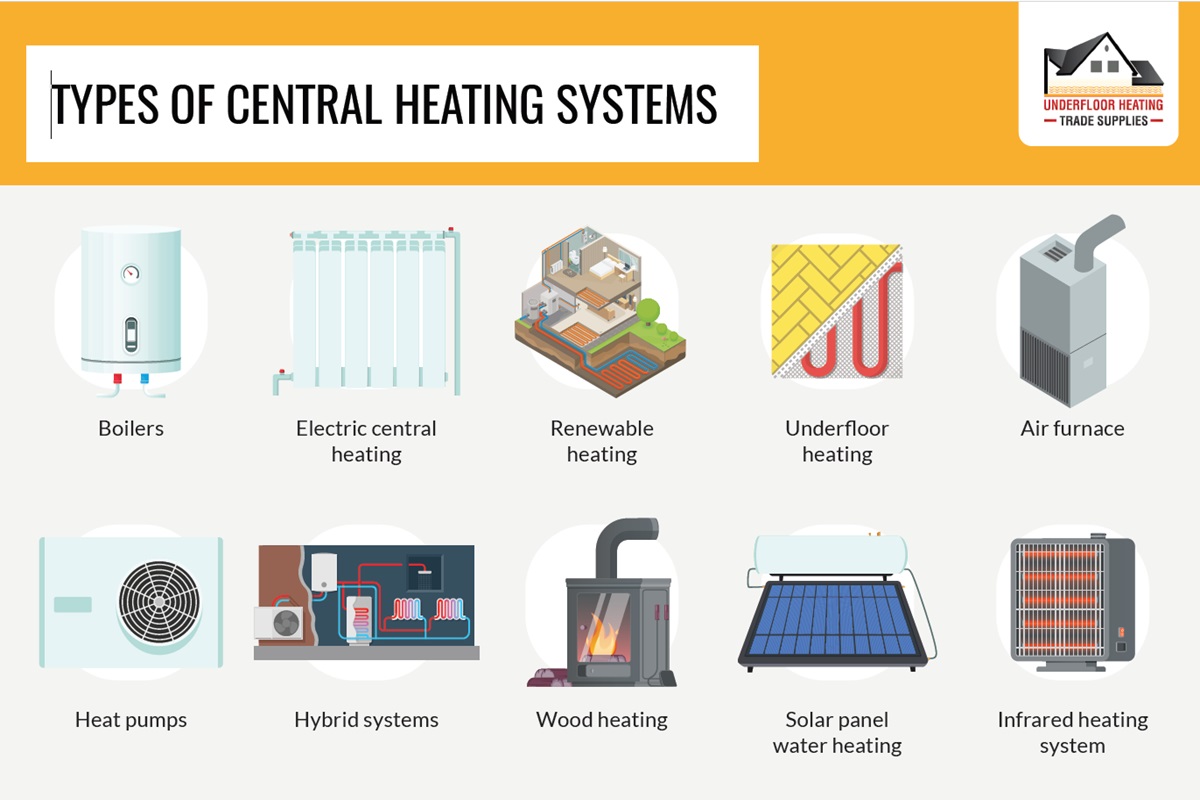 TYPES OF CENTRAL HEATING SYSTEMS
UNDERFLOOR HEATING
TRADE SUPPLIES
Boilers
Electric central
heating
Renewable
heating
Underfloor
heating
Air furnace
Heat pumps
Hybrid systems
Wood heating
Solar panel
water heating
Infrared heating
system